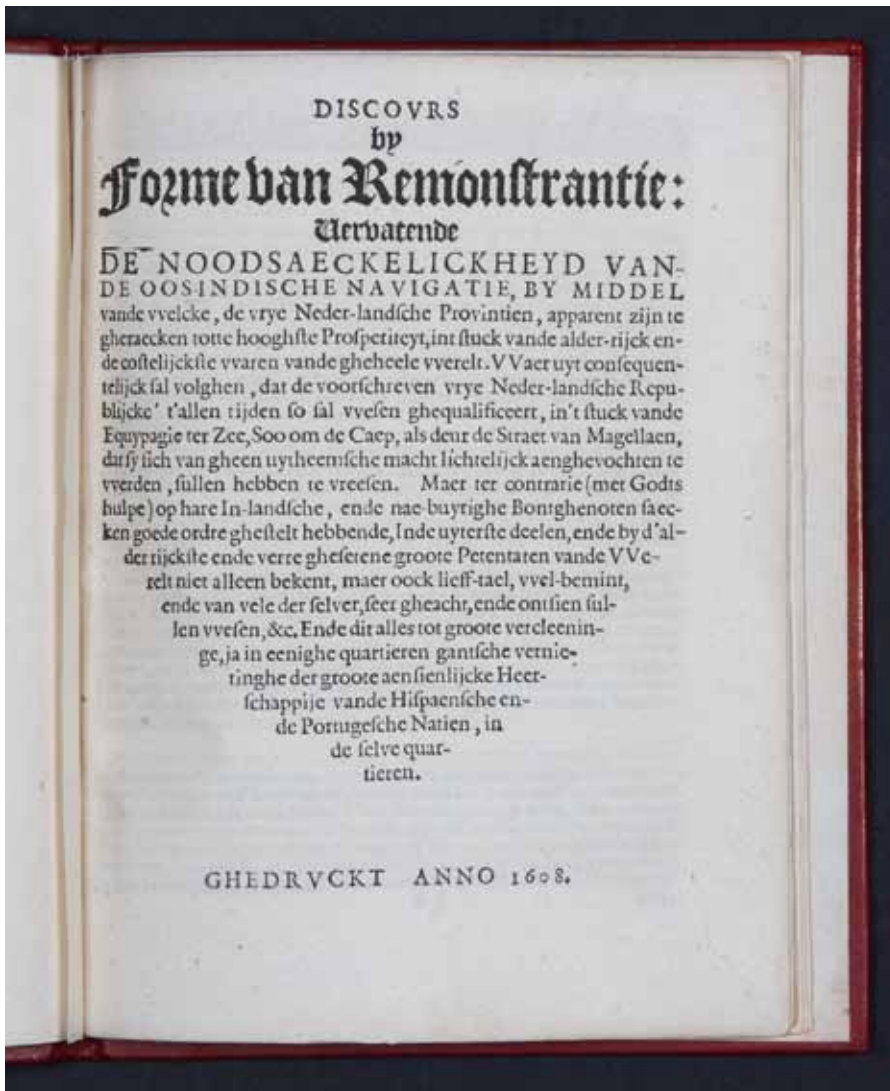 DISCOVRS
by
Forme van Remonstrantie:
Vervatende
DE NOODSAECKELICKHEYD VAN-
DE OOSINDISCHE NAVIGATIE, BY MIDDEL
vande vvelcke, de vrye Neder-landſche Provintien, apparent zijn te
gheraecken totte hooghſte Proſpetiteyt, int ſtuck vande alder-rijck en-
de coſtelijckſte vvaren vande gheheele vverelt. VVaer uyt conſequen-
telijck ſal volghen, dat de voorſchreven vrye Neder-landſche Repu-
blijcke' t'allen tijden ſo ſal vveſen ghequalificeert, in't ſtuck vande
Equypagie ter Zee, Soo om de Caep, als deur de Straet van Magellaen,
dat ſy ſich van gheen uytheemſche macht lichtelijck aenghevochten te
vverden, ſullen hebben te vreeſen. Maer ter contrarie (met Godts
hulpe) op hare In-landſche, ende nae-buyrighe Bontghenoten ſaec-
ken goede ordre gheſtelt hebbende, Inde uyterſte deelen, ende by d'al-
der rijckſte ende verre gheſetene groote Petentaten vande VVe-
relt niet alleen bekent, maer oock lieff-tael, vvel-bemint,
ende van vele der ſelver, ſeer gheacht, ende ontſien ſul-
len vveſen, &c. Ende dit alles tot groote vercleenin-
ge, ja in eenighe quartieren gantſche vernie-
tinghe der groote aenſienlijcke Heer-
ſchappije vande Hiſpaenſche en-
de Portugeſche Natien, in
de ſelve quar-
tieren.
GHEDRVCKT ANNO 1608.